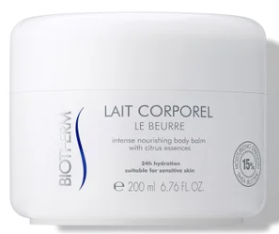 BIOTHERM
LAIT CORPOREL
LE BEURRE
intense nourishing body balm
with citrus essences
24h hydration
suitable for sensitive skin
℮ 200 ml 6.76 FL.OZ.
15%